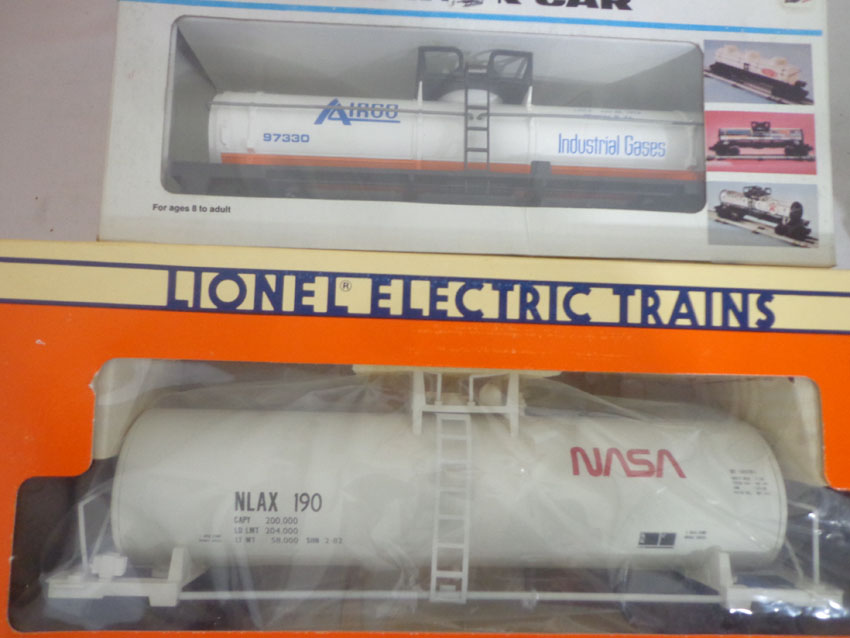 CAR
AIRCO
97330
Industrial Gases
For ages 8 to adult
LIONEL® ELECTRIC TRAINS
NASA
NLAX 190
CAPY 200,000
LD LMT 204,000
LT WT 58,000